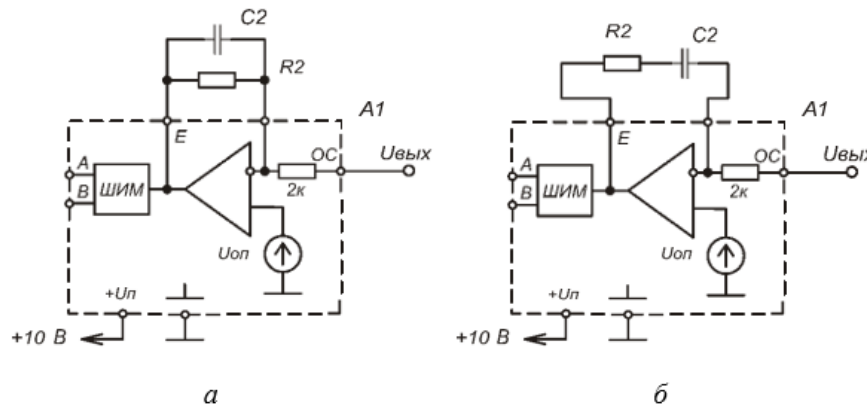 C2
R2
A1
E
OC
Uвых
A
B
ШИМ
2к
Uоп
+Uп
+10 В
а
R2
C2
A1
E
OC
Uвых
A
B
ШИМ
2к
Uоп
+Uп
+10 В
б